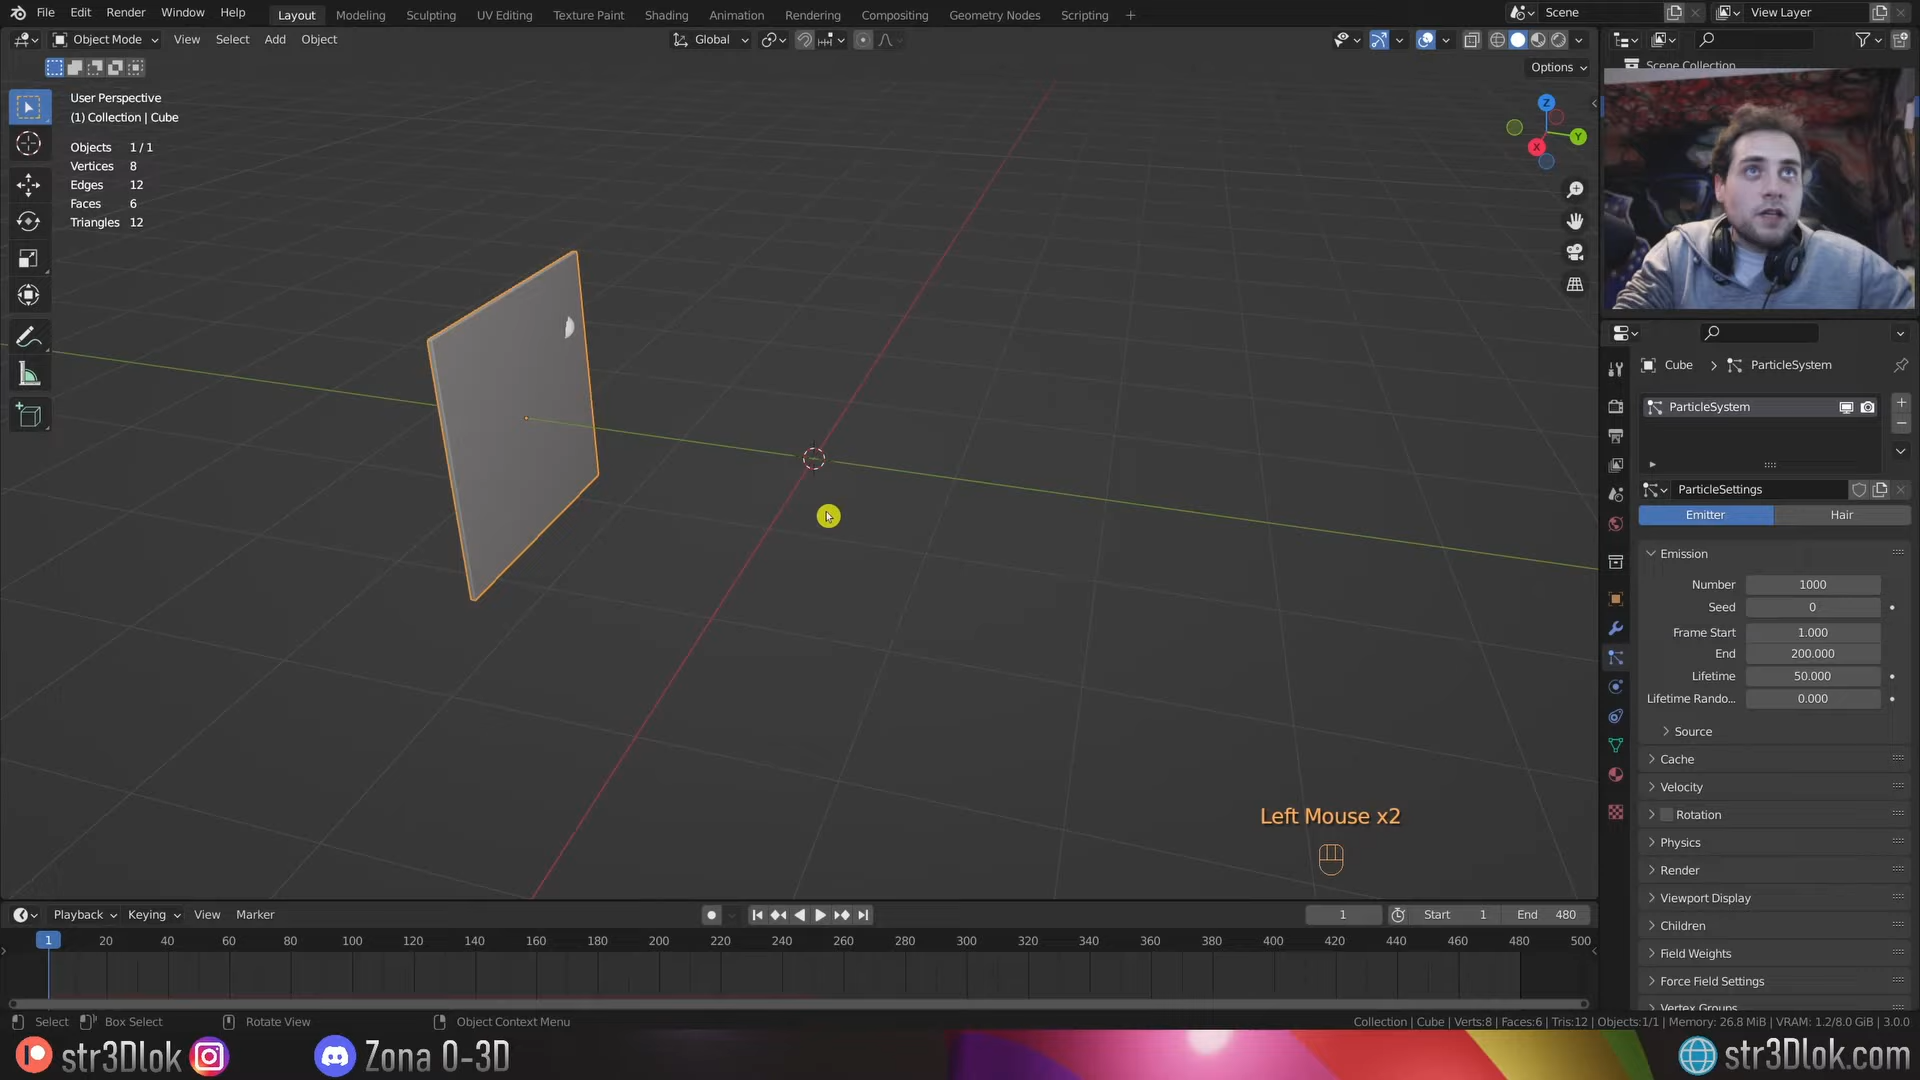 File Edit Render Window Help Layout Modeling Sculpting UV Editing Texture Paint Shading Animation Rendering Compositing Geometry Nodes Scripting + Scene View Layer
Object Mode View Select Add Object Global
Options
Scene Collection
User Perspective
(1) Collection | Cube
Objects 1 / 1
Vertices 8
Edges 12
Faces 6
Triangles 12
Z
Y
X
Cube > ParticleSystem
ParticleSystem
ParticleSettings
Emitter Hair
Emission
Number 1000
Seed 0
Frame Start 1.000
End 200.000
Lifetime 50.000
Lifetime Rando... 0.000
Source
Cache
Velocity
Rotation
Physics
Render
Viewport Display
Children
Field Weights
Force Field Settings
Vertex Groups
Left Mouse x2
Playback Keying View Marker 1 Start 1 End 480
1 20 40 60 80 100 120 140 160 180 200 220 240 260 280 300 320 340 360 380 400 420 440 460 480 500
Select Box Select Rotate View Object Context Menu Collection | Cube | Verts:8 | Faces:6 | Tris:12 | Objects:1/1 | Memory: 26.8 MiB | VRAM: 1.2/8.0 GiB | 3.0.0
str3Dlok Zona 0-3D str3Dlok.com